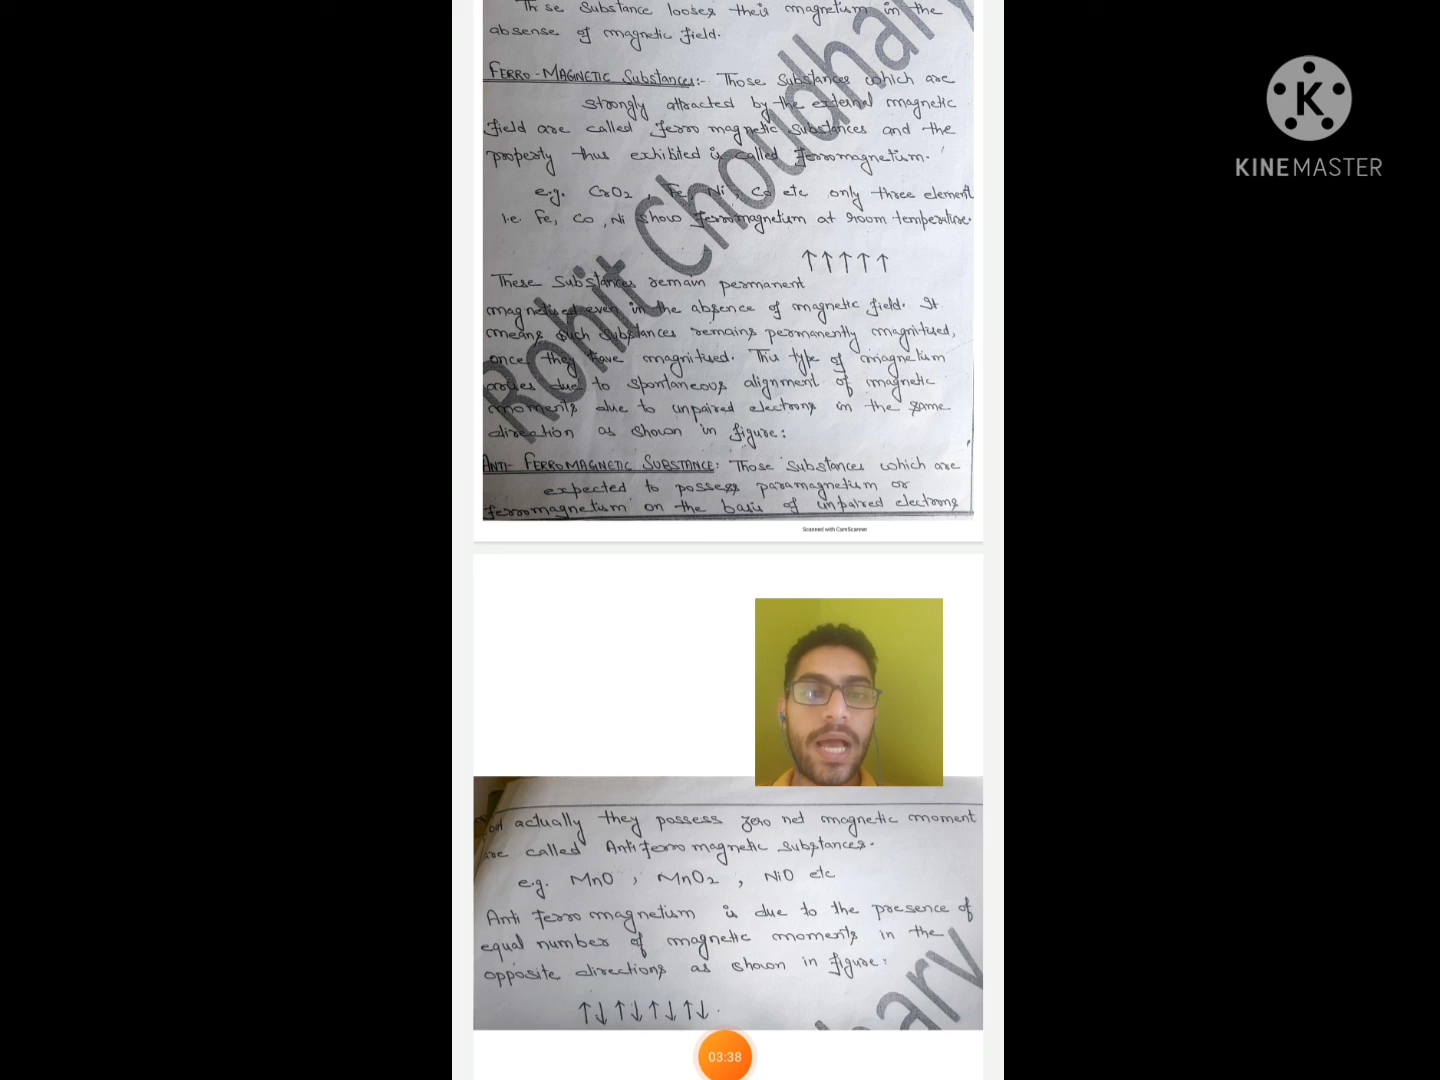 These Substance looses their magnetism in the
absense of magnetic field.
FERRO-MAGNETIC Substances:- Those Substances which are
strongly attracted by the external magnetic
field are called ferro magnetic substances and the
property thus exhibited is called ferromagnetism.
e.g. CrO2, Fe, Ni, Co etc only three element
i.e Fe, Co, Ni show ferromagnetism at room temperature.
↑↑↑↑↑
These Substances remain permanent
magnetised even in the absence of magnetic field. It
means such substances remains permanently magnitised,
once they have magnitised. This type of magnetism
arises due to spontaneous alignment of magnetic
moments due to unpaired electrons in the same
direction as shown in figure:
ANTI-FERROMAGNETIC SUBSTANCE: Those substances which are
expected to possess paramagnetism or
ferromagnetism on the basis of unpaired electrons
Scanned with CamScanner
but actually they possess zero net magnetic moment
are called Anti ferro magnetic substances.
e.g. MnO, MnO2, NiO etc
Anti ferro magnetism is due to the presence of
equal number of magnetic moments in the
opposite directions as shown in figure:
↑↓↑↓↑↓↑↓.
Rohit Choudhary
K
KINEMASTER
03:38